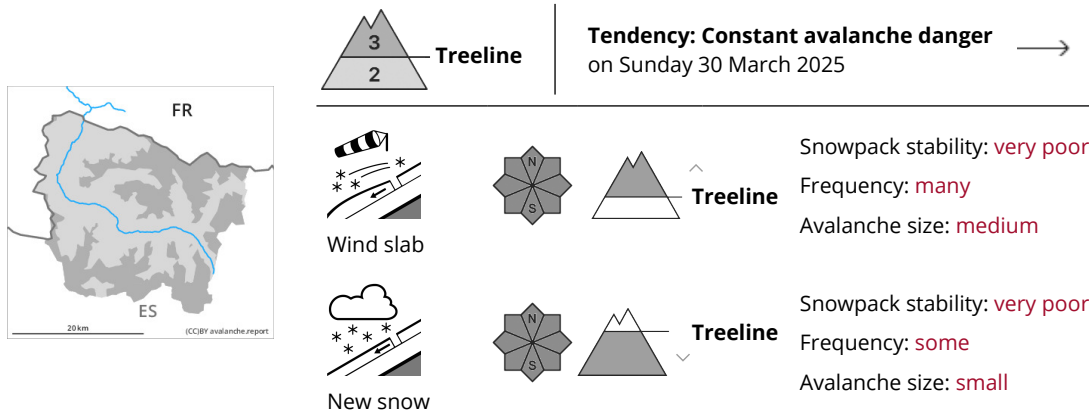 FR
ES
20 km
(CC)BY avalanche.report
3
2
Treeline
Tendency: Constant avalanche danger
on Sunday 30 March 2025
Wind slab
N
S
Treeline
Snowpack stability: very poor
Frequency: many
Avalanche size: medium
New snow
N
S
Treeline
Snowpack stability: very poor
Frequency: some
Avalanche size: small